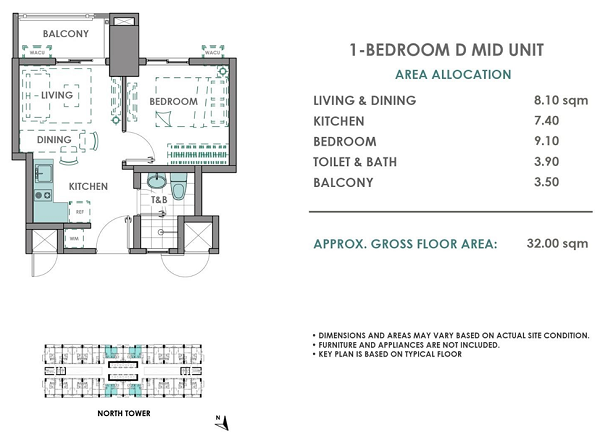 BALCONY
WACU
WACU
LIVING
BEDROOM
DINING
KITCHEN
T&B
REF
WM
NORTH TOWER
N
1-BEDROOM D MID UNIT
AREA ALLOCATION
LIVING & DINING 8.10 sqm
KITCHEN 7.40
BEDROOM 9.10
TOILET & BATH 3.90
BALCONY 3.50
APPROX. GROSS FLOOR AREA: 32.00 sqm
• DIMENSIONS AND AREAS MAY VARY BASED ON ACTUAL SITE CONDITION.
• FURNITURE AND APPLIANCES ARE NOT INCLUDED.
• KEY PLAN IS BASED ON TYPICAL FLOOR